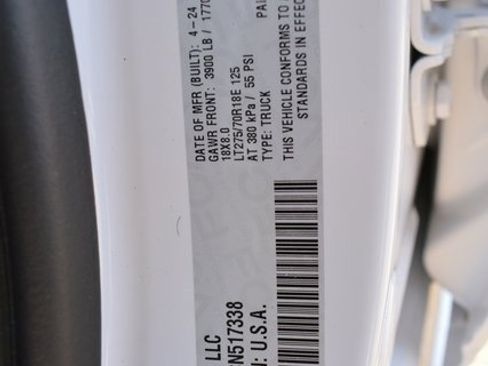 DATE OF MFR (BUILT): 4-24
GAWR FRONT: 3900 LB / 1770
18X8.0
LT275/70R18E 125
AT 380 kPa / 55 PSI
TYPE: TRUCK
THIS VEHICLE CONFORMS TO
STANDARDS IN EFFEC
LLC
N517338
: U.S.A.